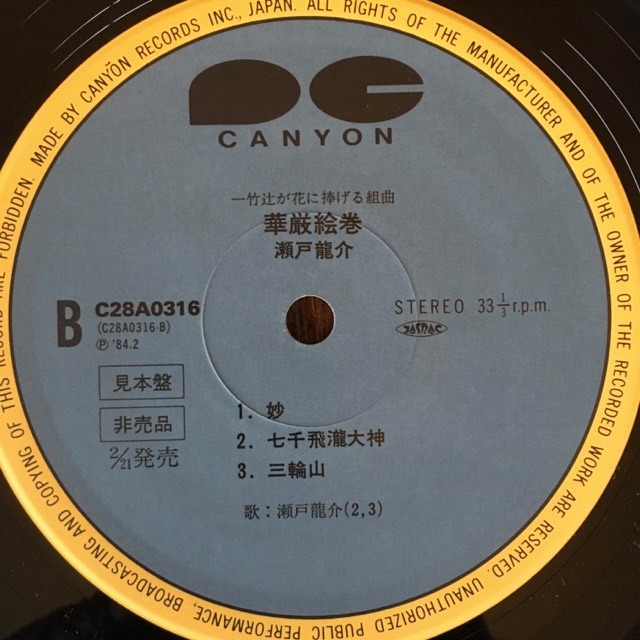 MADE BY CANYŌN RECORDS INC., JAPAN. ALL RIGHTS OF THE MANUFACTURER AND OF THE OWNER OF THE RECORDED WORK ARE RESERVED. UNAUTHORIZED PUBLIC PERFORMANCE, BROADCASTING AND COPYING OF THIS RECORD ARE FORBIDDEN.
CANYON
一竹辻が花に捧げる組曲
華厳絵巻
瀬戸龍介
B
C28A0316
(C28A0316-B)
Ⓟ '84.2
STEREO 33 1/3 r.p.m.
JASRAC
見本盤
非売品
2/21発売
1. 妙
2. 七千飛瀧大神
3. 三輪山
歌：瀬戸龍介(2,3)